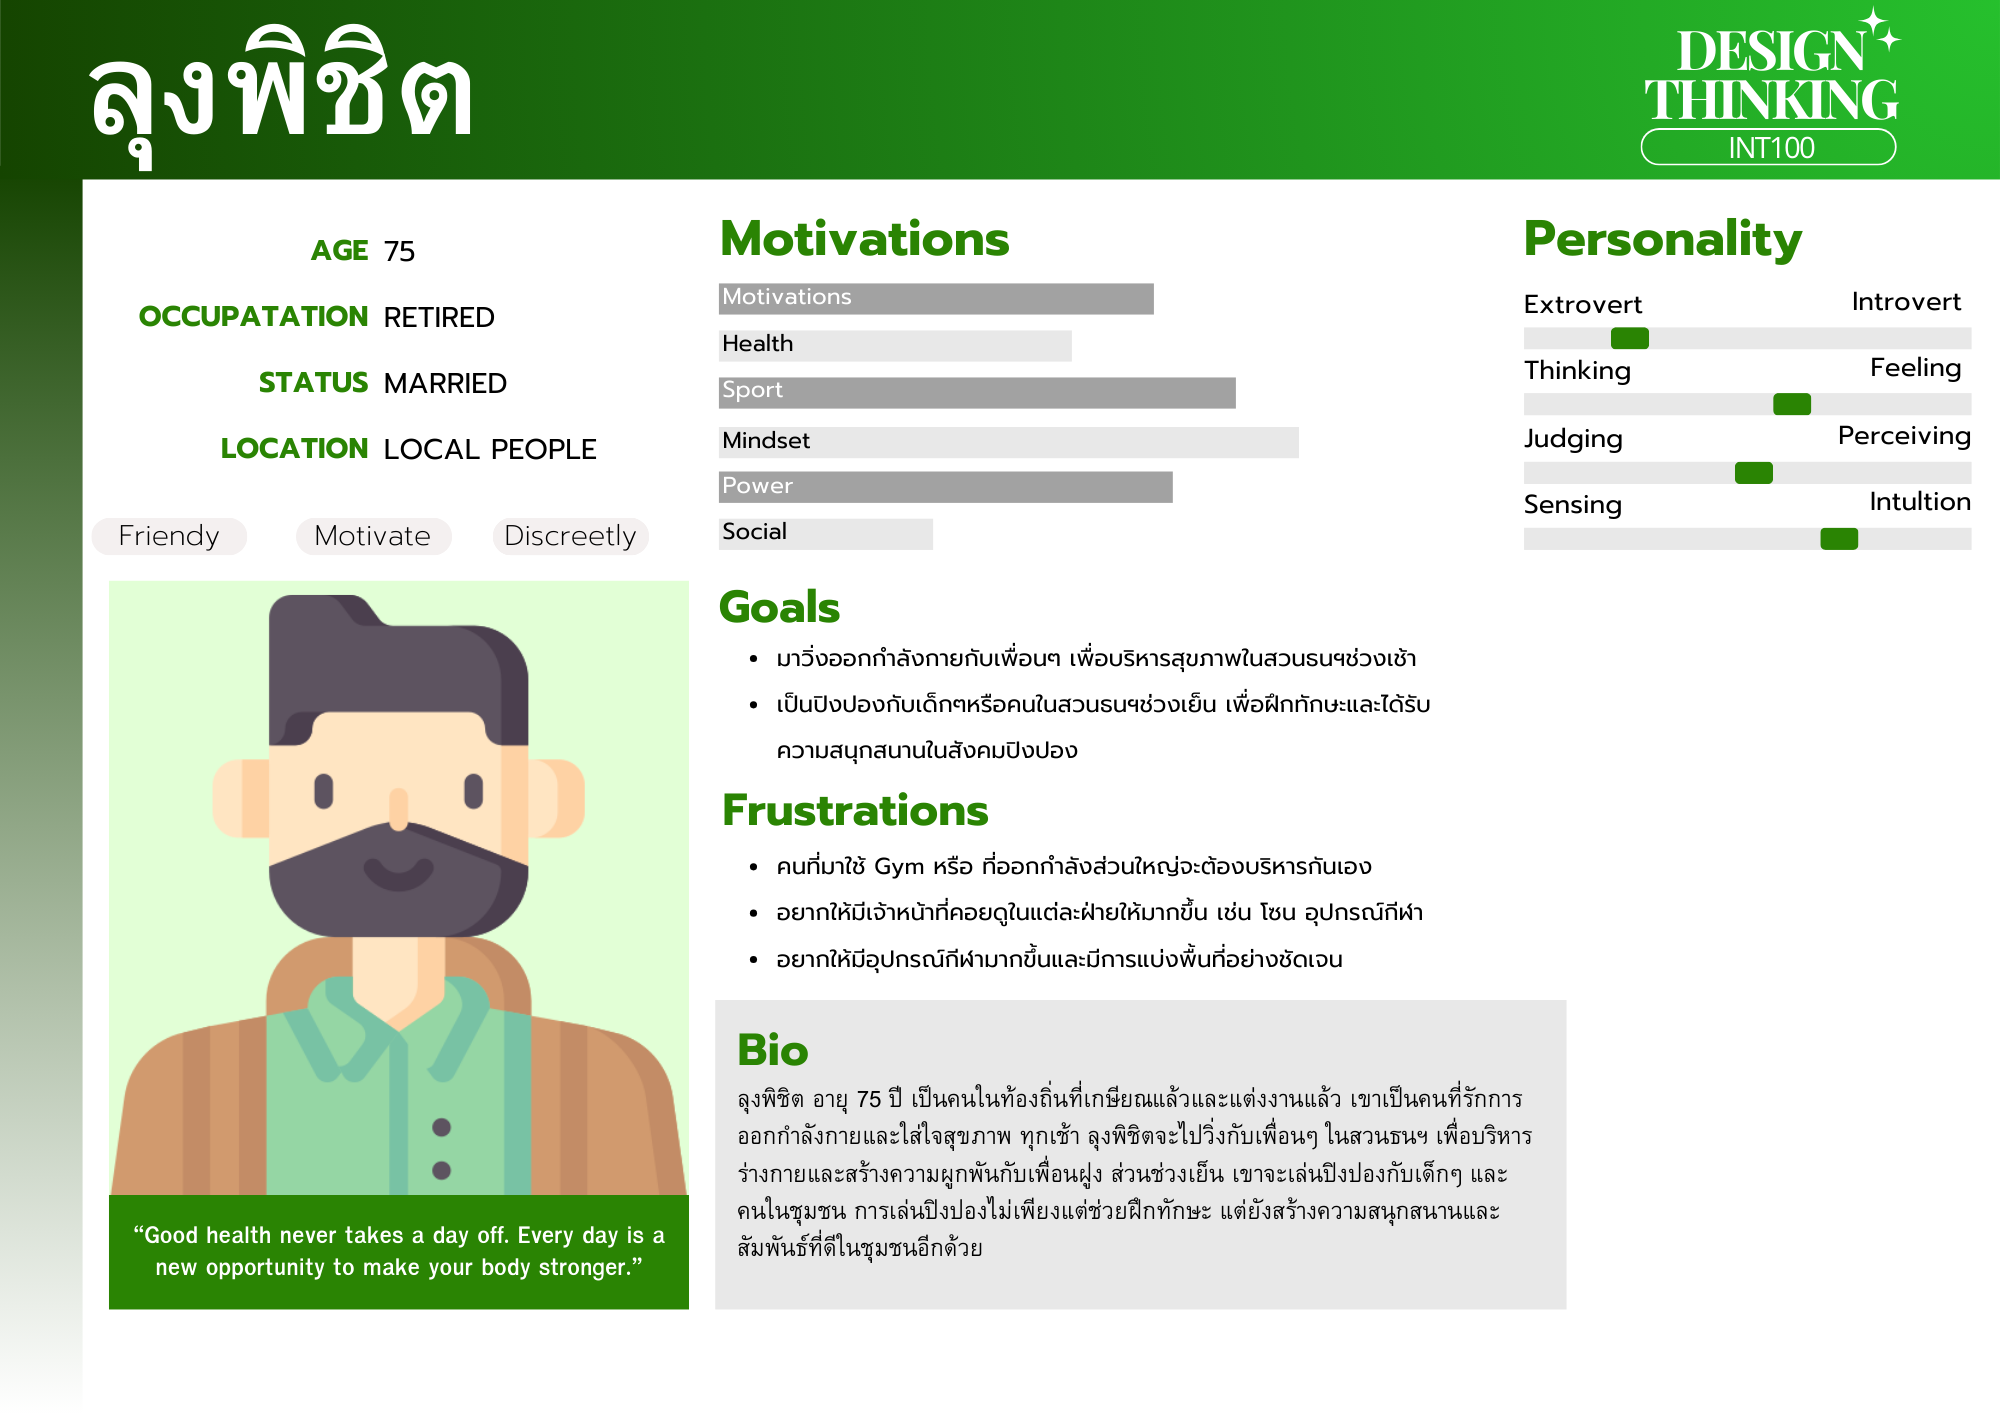 ลุงพิชิต
DESIGN
THINKING
INT100
AGE 75
OCCUPATATION RETIRED
STATUS MARRIED
LOCATION LOCAL PEOPLE
Friendy Motivate Discreetly
“Good health never takes a day off. Every day is a
new opportunity to make your body stronger.”
Motivations
Motivations
Health
Sport
Mindset
Power
Social
Goals
• มาวิ่งออกกำลังกายกับเพื่อนๆ เพื่อบริหารสุขภาพในสวนธนฯช่วงเช้า
• เป็นปิงปองกับเด็กๆหรือคนในสวนธนฯช่วงเย็น เพื่อฝึกทักษะและได้รับ
ความสนุกสนานในสังคมปิงปอง
Frustrations
• คนที่มาใช้ Gym หรือ ที่ออกกำลังส่วนใหญ่จะต้องบริหารกันเอง
• อยากให้มีเจ้าหน้าที่คอยดูในแต่ละฝ่ายให้มากขึ้น เช่น โซน อุปกรณ์กีฬา
• อยากให้มีอุปกรณ์กีฬามากขึ้นและมีการแบ่งพื้นที่อย่างชัดเจน
Bio
ลุงพิชิต อายุ 75 ปี เป็นคนในท้องถิ่นที่เกษียณแล้วและแต่งงานแล้ว เขาเป็นคนที่รักการ
ออกกำลังกายและใส่ใจสุขภาพ ทุกเช้า ลุงพิชิตจะไปวิ่งกับเพื่อนๆ ในสวนธนฯ เพื่อบริหาร
ร่างกายและสร้างความผูกพันกับเพื่อนฝูง ส่วนช่วงเย็น เขาจะเล่นปิงปองกับเด็กๆ และ
คนในชุมชน การเล่นปิงปองไม่เพียงแต่ช่วยฝึกทักษะ แต่ยังสร้างความสนุกสนานและ
สัมพันธ์ที่ดีในชุมชนอีกด้วย
Personality
Extrovert Introvert
Thinking Feeling
Judging Perceiving
Sensing Intultion